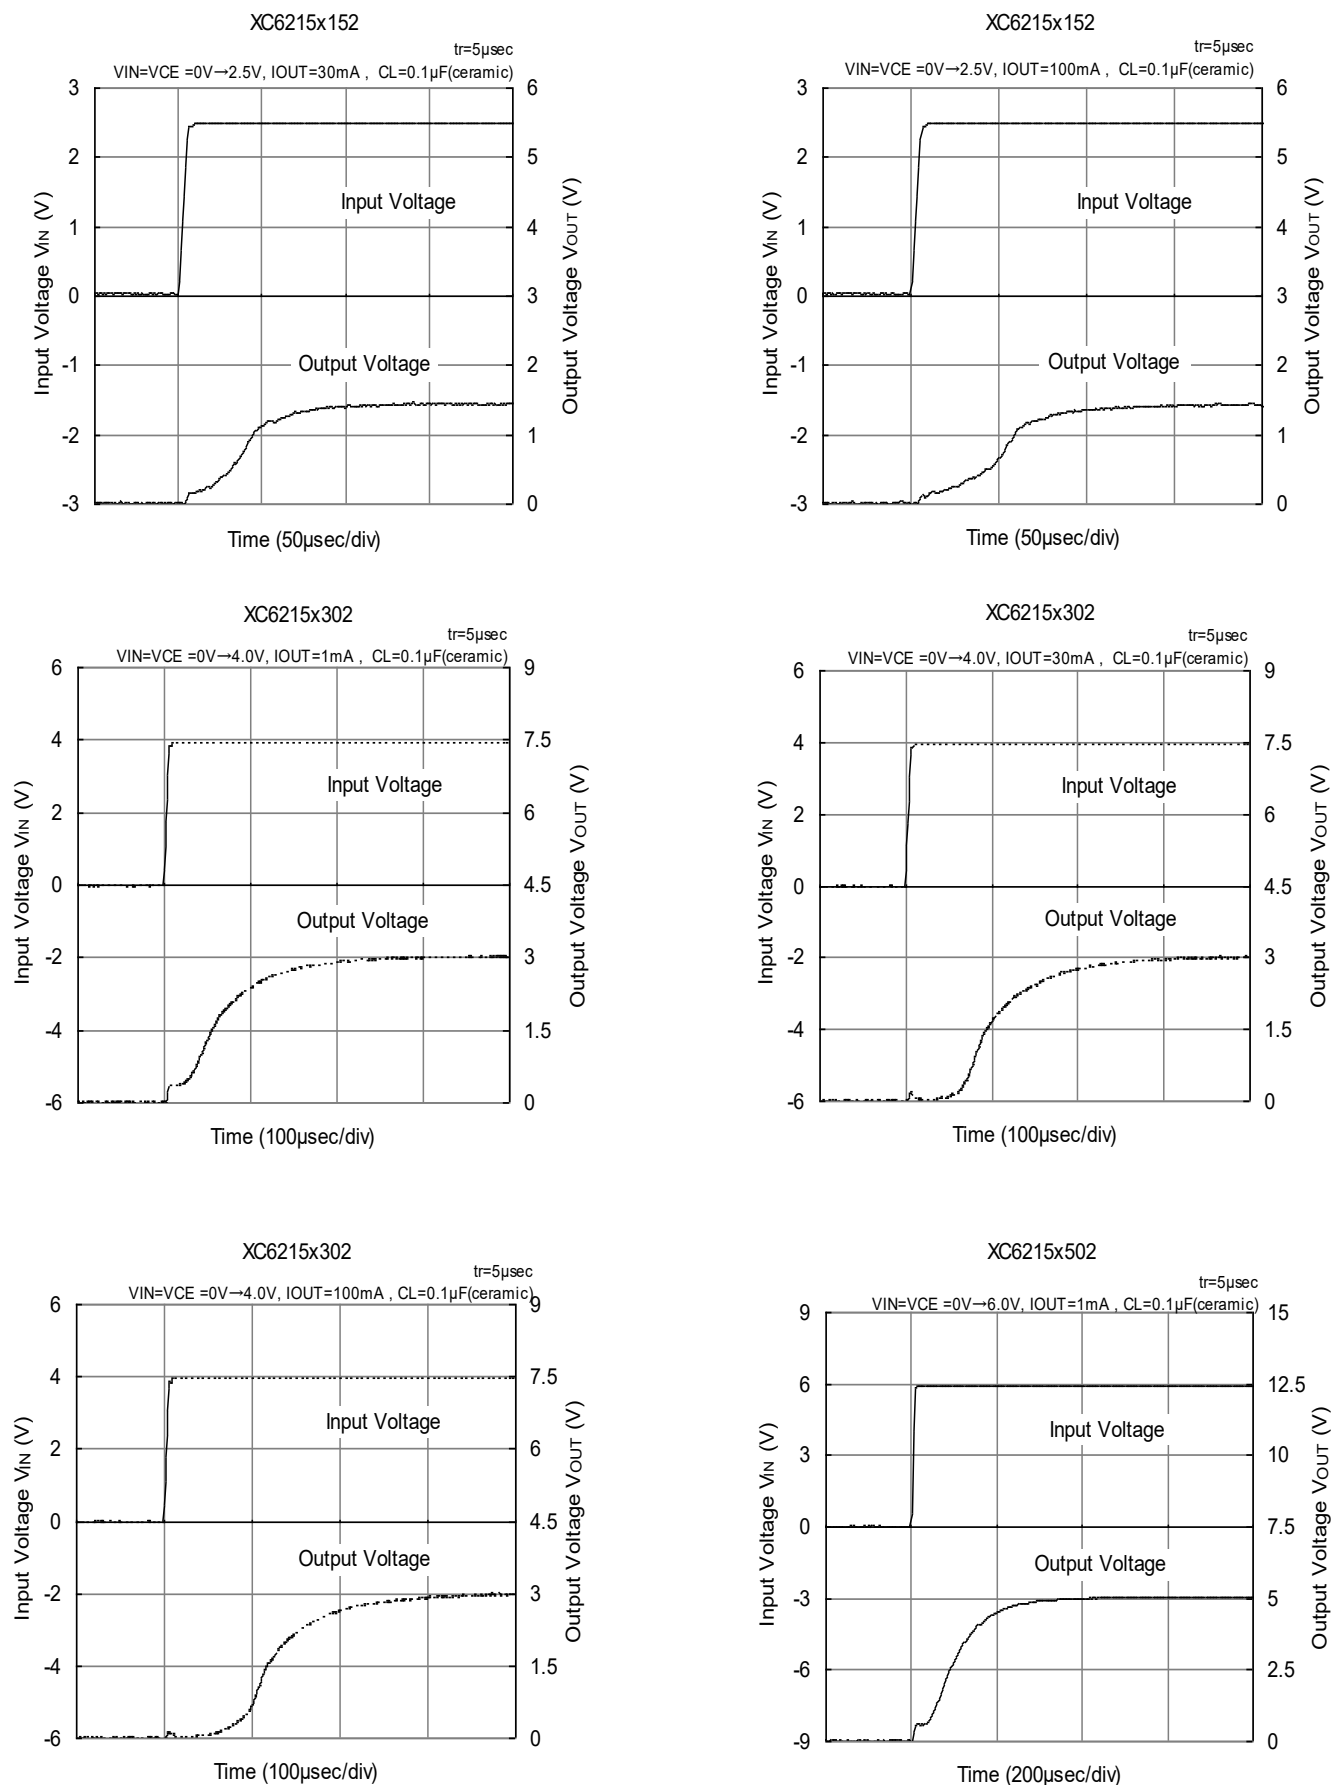 XC6215x152
tr=5µsec
VIN=VCE =0V→2.5V, IOUT=30mA , CL=0.1µF(ceramic)
3
2
1
0
-1
-2
-3
6
5
4
3
2
1
0
Input Voltage VIN (V)
Output Voltage VOUT (V)
Input Voltage
Output Voltage
Time (50µsec/div)
XC6215x152
tr=5µsec
VIN=VCE =0V→2.5V, IOUT=100mA , CL=0.1µF(ceramic)
3
2
1
0
-1
-2
-3
6
5
4
3
2
1
0
Input Voltage VIN (V)
Output Voltage VOUT (V)
Input Voltage
Output Voltage
Time (50µsec/div)
XC6215x302
tr=5µsec
VIN=VCE =0V→4.0V, IOUT=1mA , CL=0.1µF(ceramic)
6
4
2
0
-2
-4
-6
9
7.5
6
4.5
3
1.5
0
Input Voltage VIN (V)
Output Voltage VOUT (V)
Input Voltage
Output Voltage
Time (100µsec/div)
XC6215x302
tr=5µsec
VIN=VCE =0V→4.0V, IOUT=30mA , CL=0.1µF(ceramic)
6
4
2
0
-2
-4
-6
9
7.5
6
4.5
3
1.5
0
Input Voltage VIN (V)
Output Voltage VOUT (V)
Input Voltage
Output Voltage
Time (100µsec/div)
XC6215x302
tr=5µsec
VIN=VCE =0V→4.0V, IOUT=100mA , CL=0.1µF(ceramic)
6
4
2
0
-2
-4
-6
9
7.5
6
4.5
3
1.5
0
Input Voltage VIN (V)
Output Voltage VOUT (V)
Input Voltage
Output Voltage
Time (100µsec/div)
XC6215x502
tr=5µsec
VIN=VCE =0V→6.0V, IOUT=1mA , CL=0.1µF(ceramic)
9
6
3
0
-3
-6
-9
15
12.5
10
7.5
5
2.5
0
Input Voltage VIN (V)
Output Voltage VOUT (V)
Input Voltage
Output Voltage
Time (200µsec/div)